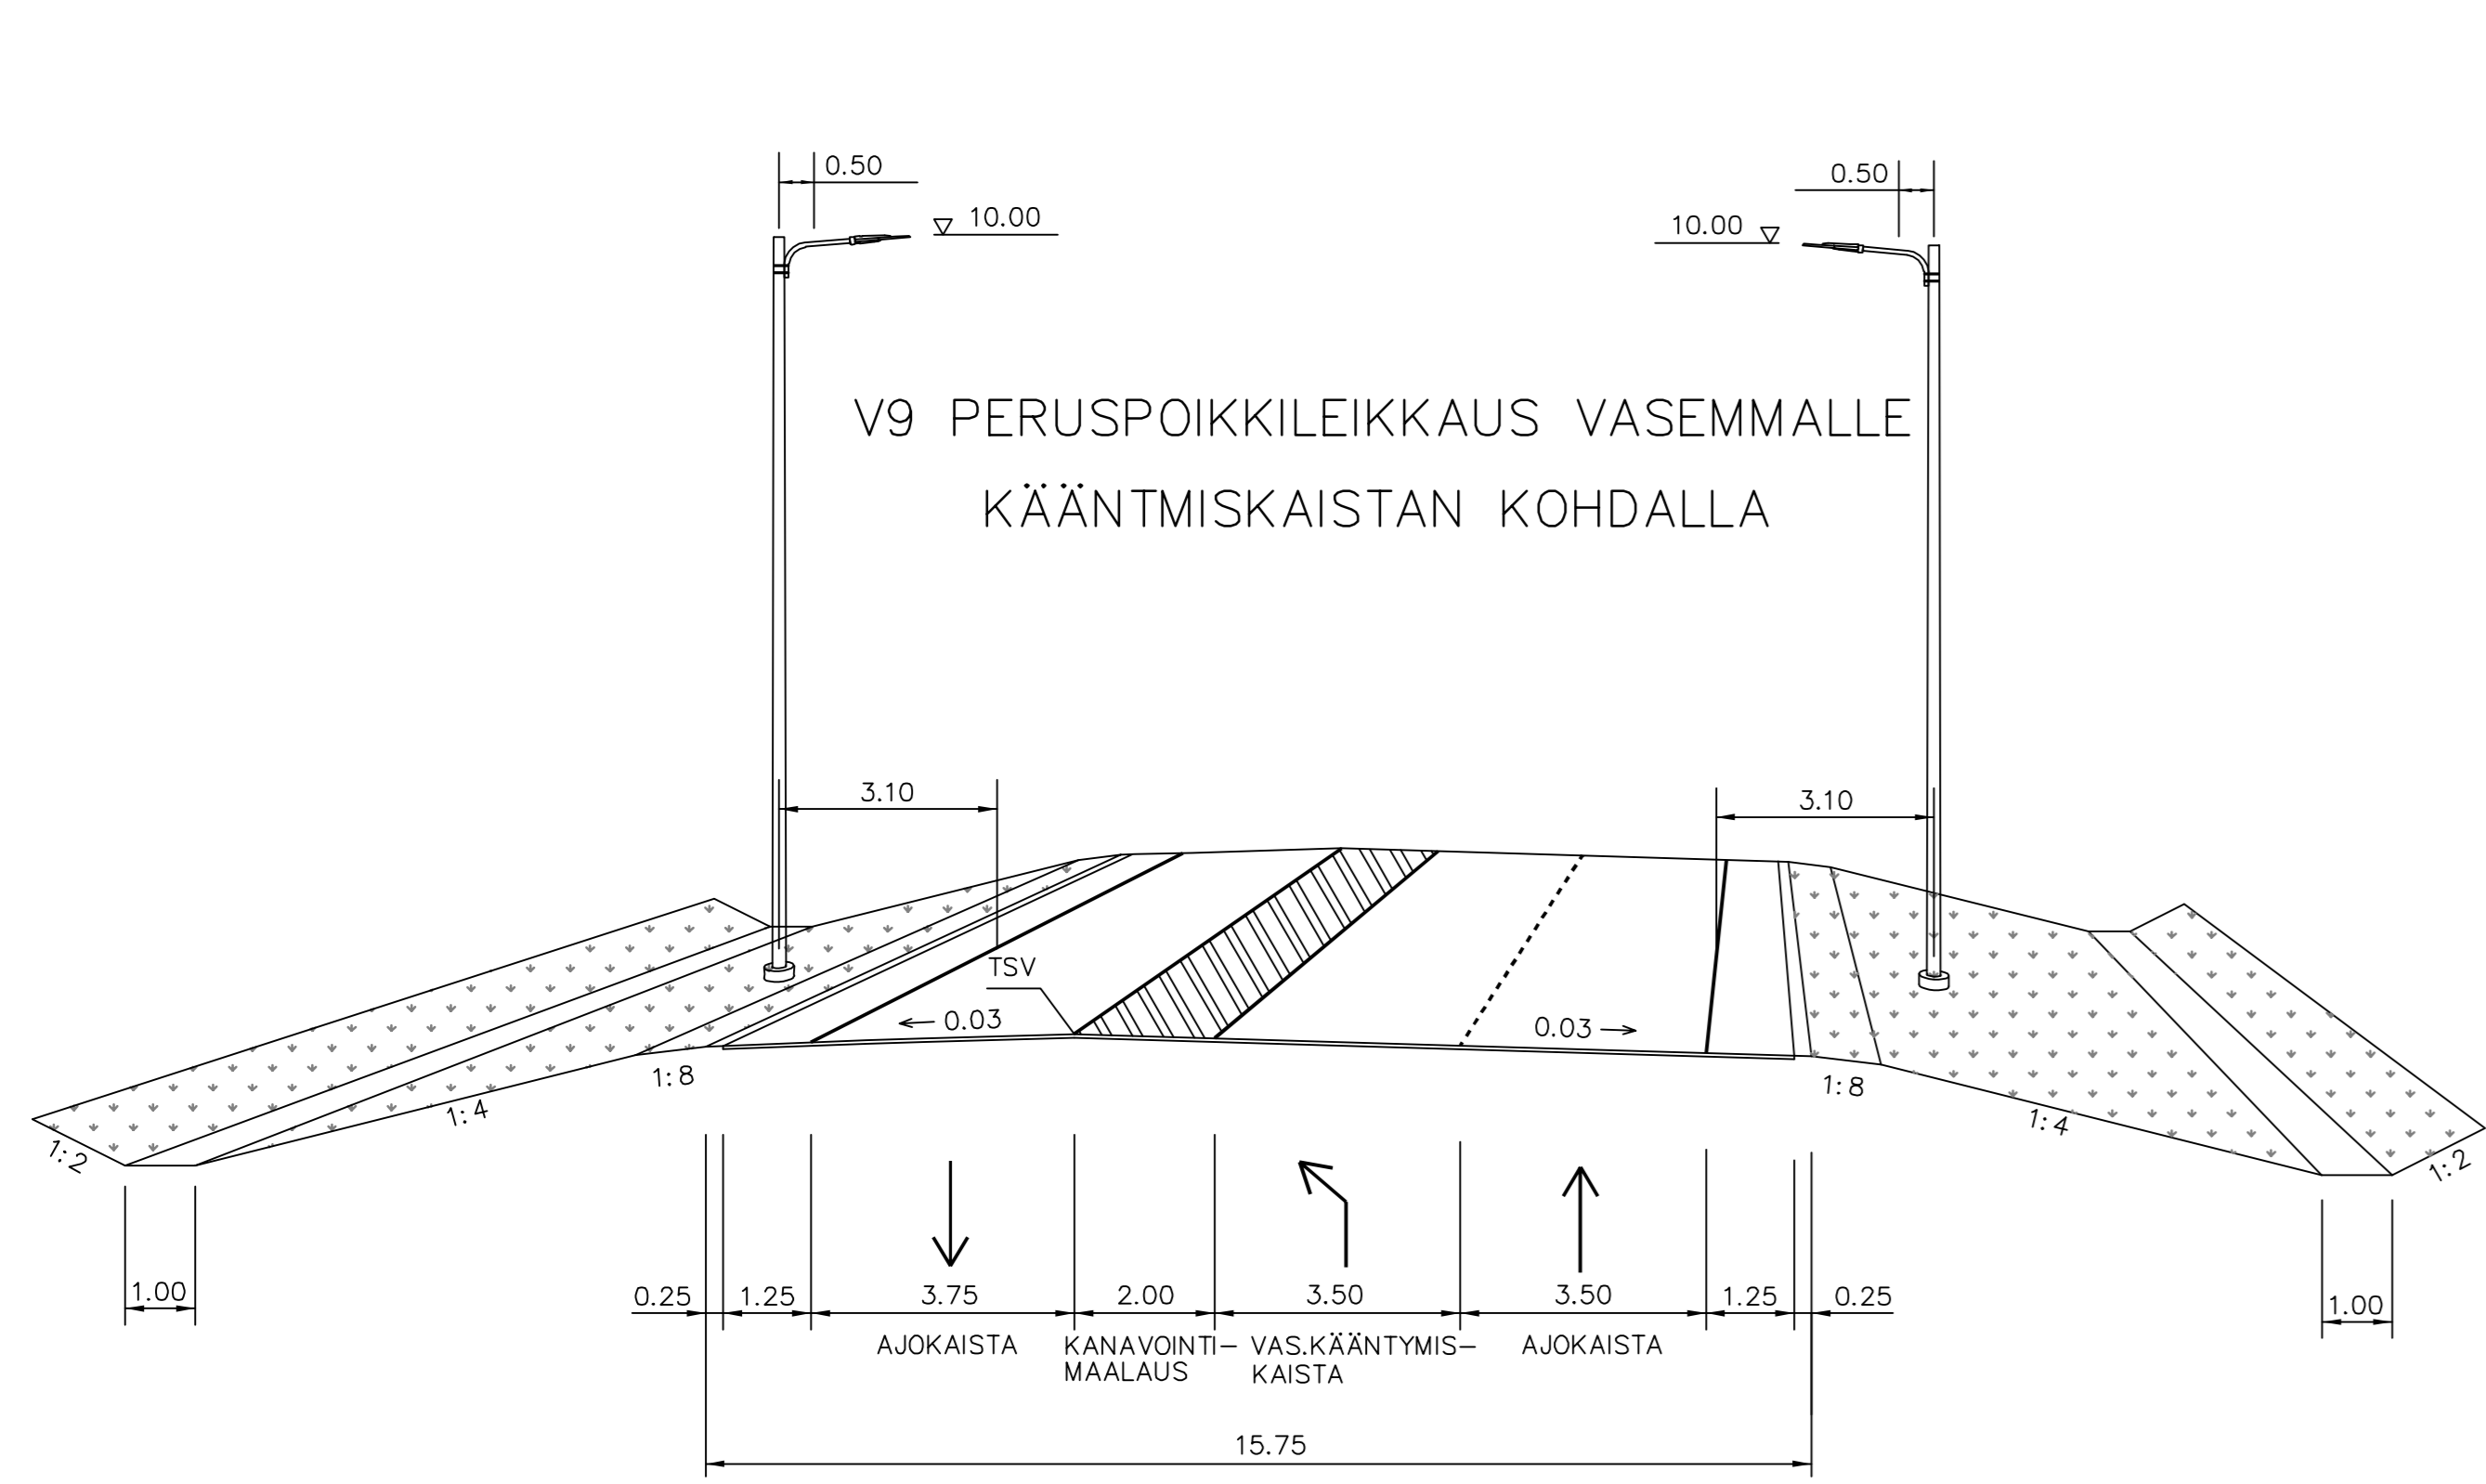 0.50
0.50
10.00
10.00
V9 PERUSPOIKKILEIKKAUS VASEMMALLE
KÄÄNTMISKAISTAN KOHDALLA
3.10
3.10
TSV
0.03
0.03
1:8
1:8
1:4
1:4
1:2
1:2
1.00
0.25
1.25
3.75
2.00
3.50
3.50
1.25
0.25
1.00
AJOKAISTA
KANAVOINTI-
MAALAUS
VAS.KÄÄNTYMIS-
KAISTA
AJOKAISTA
15.75